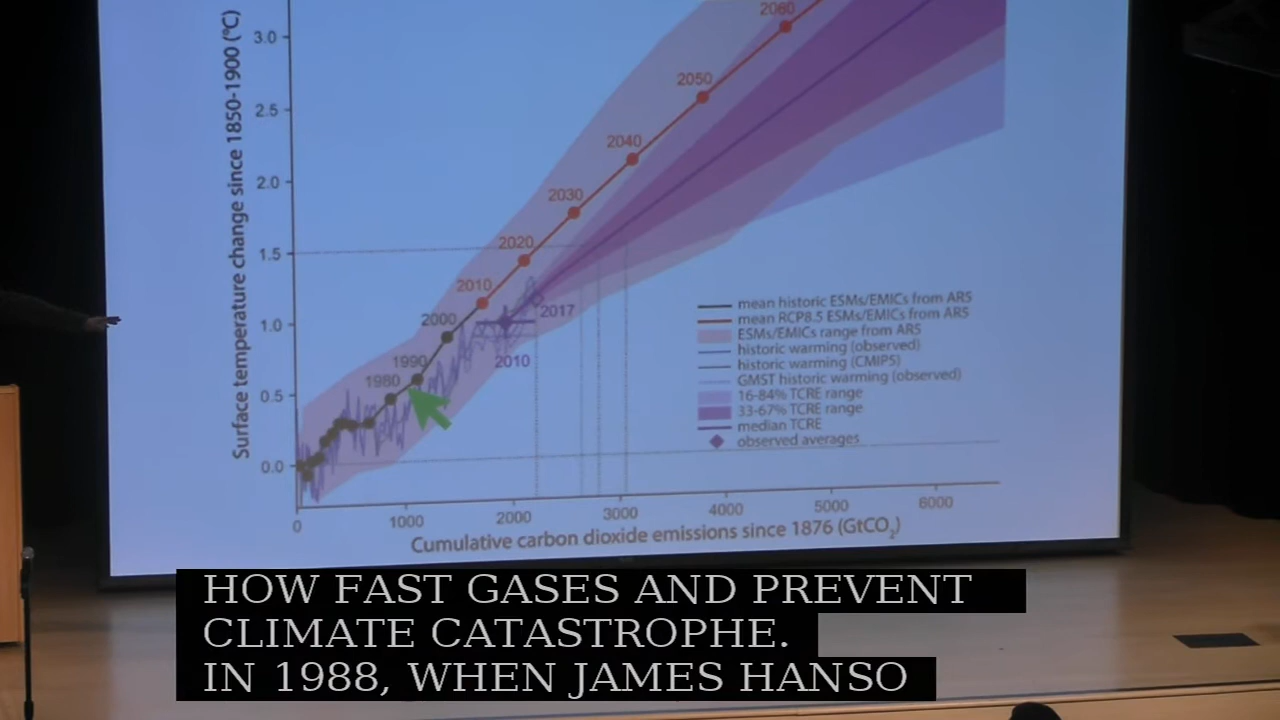 Surface temperature change since 1850-1900 (°C)
3.0
2.5
2.0
1.5
1.0
0.5
0.0
2060
2050
2040
2030
2020
2010
2000
1990
1980
2017
2010
mean historic ESMs/EMICs from AR5
mean RCP8.5 ESMs/EMICs from AR5
ESMs/EMICs range from AR5
historic warming (observed)
historic warming (CMIP5)
GMST historic warming (observed)
16-84% TCRE range
33-67% TCRE range
median TCRE
observed averages
0
1000
2000
3000
4000
5000
6000
Cumulative carbon dioxide emissions since 1876 (GtCO₂)
HOW FAST GASES AND PREVENT
CLIMATE CATASTROPHE.
IN 1988, WHEN JAMES HANSO